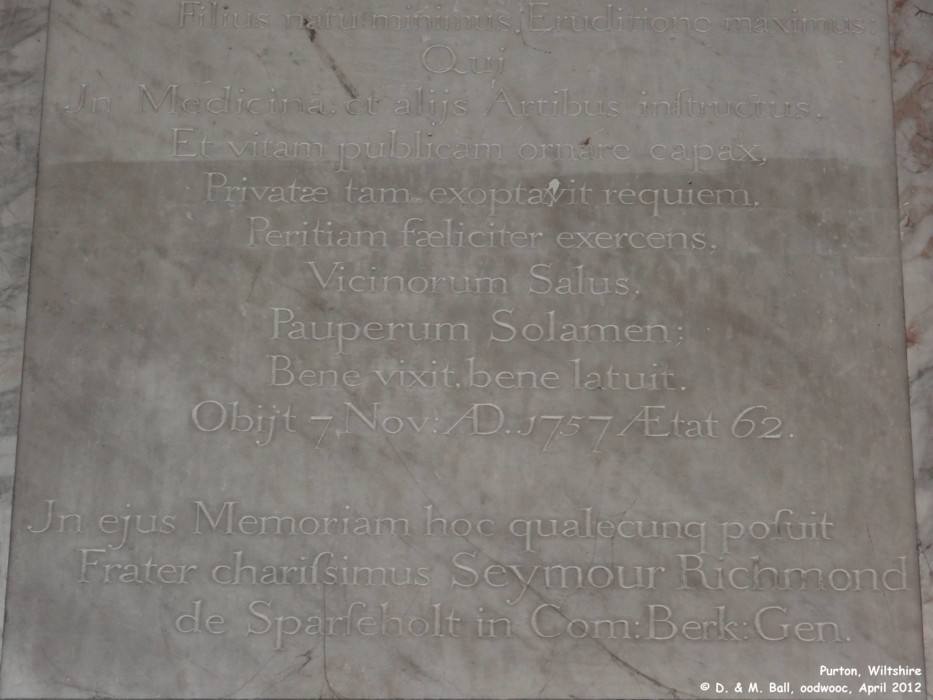 Filius natu minimus, Eruditione maximus:
Qui
Jn Medicina: et alijs Artibus inſtructus.
Et vitam publicam ornare capax,
Privatæ tam exoptavit requiem.
Peritiam fæliciter exercens,
Vicinorum Salus.
Pauperum Solamen:
Bene vixit, bene latuit.
Obijt 7 Nov: AD. 1757 Ætat 62.
Jn ejus Memoriam hoc qualecunq poſuit
Frater chariſsimus Seymour Richmond
de Sparſeholt in Com: Berk: Gen.
Purton, Wiltshire
© D. & M. Ball, oodwooc, April 2012